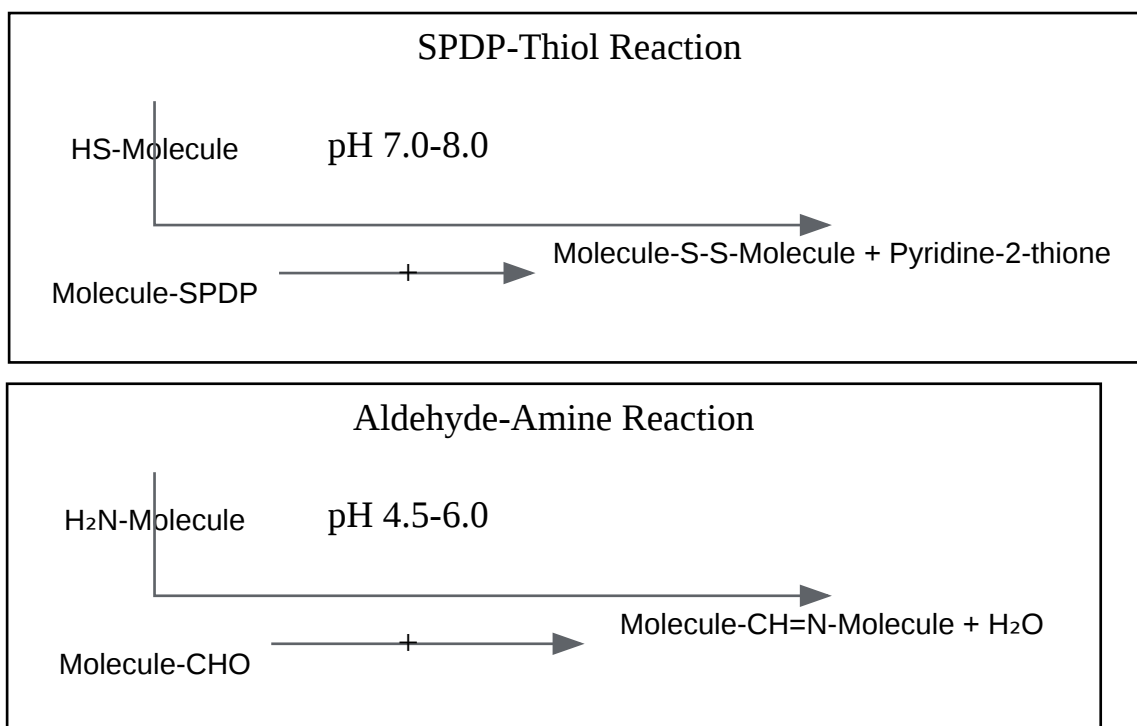 SPDP-Thiol Reaction
HS-Molecule
pH 7.0-8.0
Molecule-S-S-Molecule + Pyridine-2-thione
+
Molecule-SPDP
Aldehyde-Amine Reaction
H₂N-Molecule
pH 4.5-6.0
Molecule-CH=N-Molecule + H₂O
+
Molecule-CHO